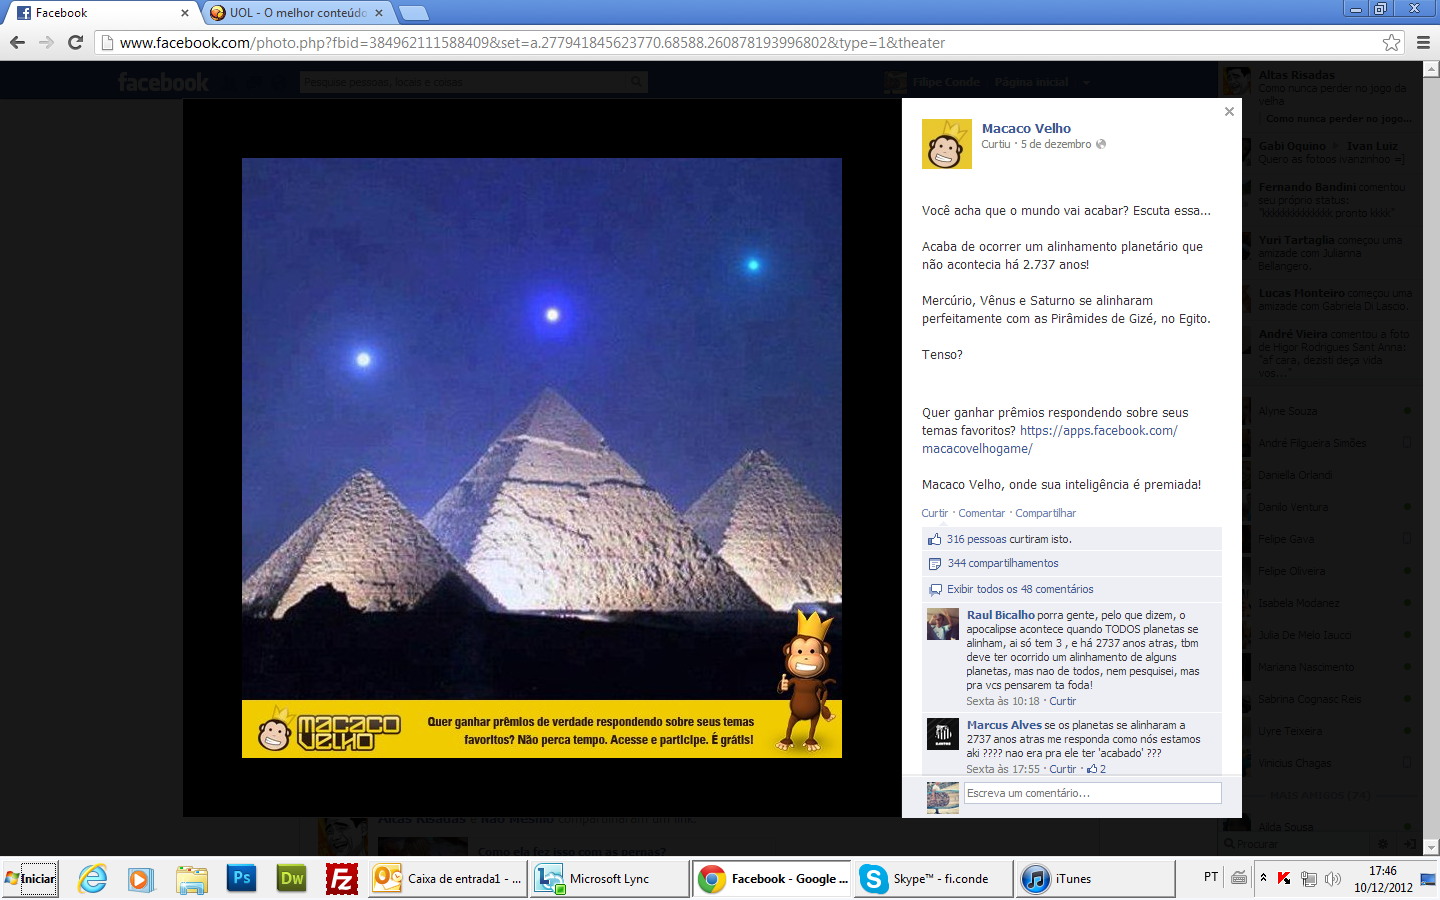 Facebook
UOL - O melhor conteúdo
www.facebook.com/photo.php?fbid=384962111588409&set=a.277941845623770.68588.260878193996802&type=1&theater
facebook
Pesquise pessoas, locais e coisas
Filipe Conde
Página inicial
Macaco Velho
Curtiu · 5 de dezembro
Você acha que o mundo vai acabar? Escuta essa...
Acaba de ocorrer um alinhamento planetário que
não acontecia há 2.737 anos!
Mercúrio, Vênus e Saturno se alinharam
perfeitamente com as Pirâmides de Gizé, no Egito.
Tenso?
Quer ganhar prêmios respondendo sobre seus
temas favoritos? https://apps.facebook.com/
macacovelhogame/
Macaco Velho, onde sua inteligência é premiada!
Curtir · Comentar · Compartilhar
316 pessoas curtiram isto.
344 compartilhamentos
Exibir todos os 48 comentários
Raul Bicalho porra gente, pelo que dizem, o
apocalipse acontece quando TODOS planetas se
alinham, ai só tem 3 , e há 2737 anos atras, tbm
deve ter ocorrido um alinhamento de alguns
planetas, mas nao de todos, nem pesquisei, mas
pra vcs pensarem ta foda!
Sexta às 10:18 · Curtir
Marcus Alves se os planetas se alinharam a
2737 anos atras me responda como nós estamos
aki ???? nao era pra ele ter 'acabado' ???
Sexta às 17:55 · Curtir · 2
Escreva um comentário...
MACACO
VELHO
Quer ganhar prêmios de verdade respondendo sobre seus temas
favoritos? Não perca tempo. Acesse e participe. É grátis!
Altas Risadas
Como nunca perder no jogo da
velha
Como nunca perder no jogo...
Gabi Oquino Ivan Luiz
Quero as fotoos ivanzinhoo =]
Fernando Bandini comentou
seu próprio status:
"kkkkkkkkkkkkkk pronto kkkk"
Yuri Tartaglia começou uma
amizade com Julianna
Bellangero.
Lucas Monteiro começou uma
amizade com Gabriela Di Lascio.
André Vieira comentou a foto
de Higor Rodrigues Sant Anna:
"af cara, dezisti deça vida
vos...."
Alyne Souza
André Filgueira Simões
Daniella Orlandi
Danilo Ventura
Felipe Gava
Felipe Oliveira
Isabela Modanez
Julia De Meio Iaucci
Mariana Nascimento
Sabrina Cognasc Reis
Uvre Teixeira
Vinicius Chagas
MAIS AMIGOS (24)
Ailda Sousa
Procurar
Altas Risadas e Não Mesmo compartilharam um link.
Como ela fez isso com as pernas?
Iniciar
Ps
Dw
Fz
Caixa de entrada1 - ...
Microsoft Lync
Facebook - Google ...
Skype™ - fi.conde
iTunes
PT
17:46
10/12/2012